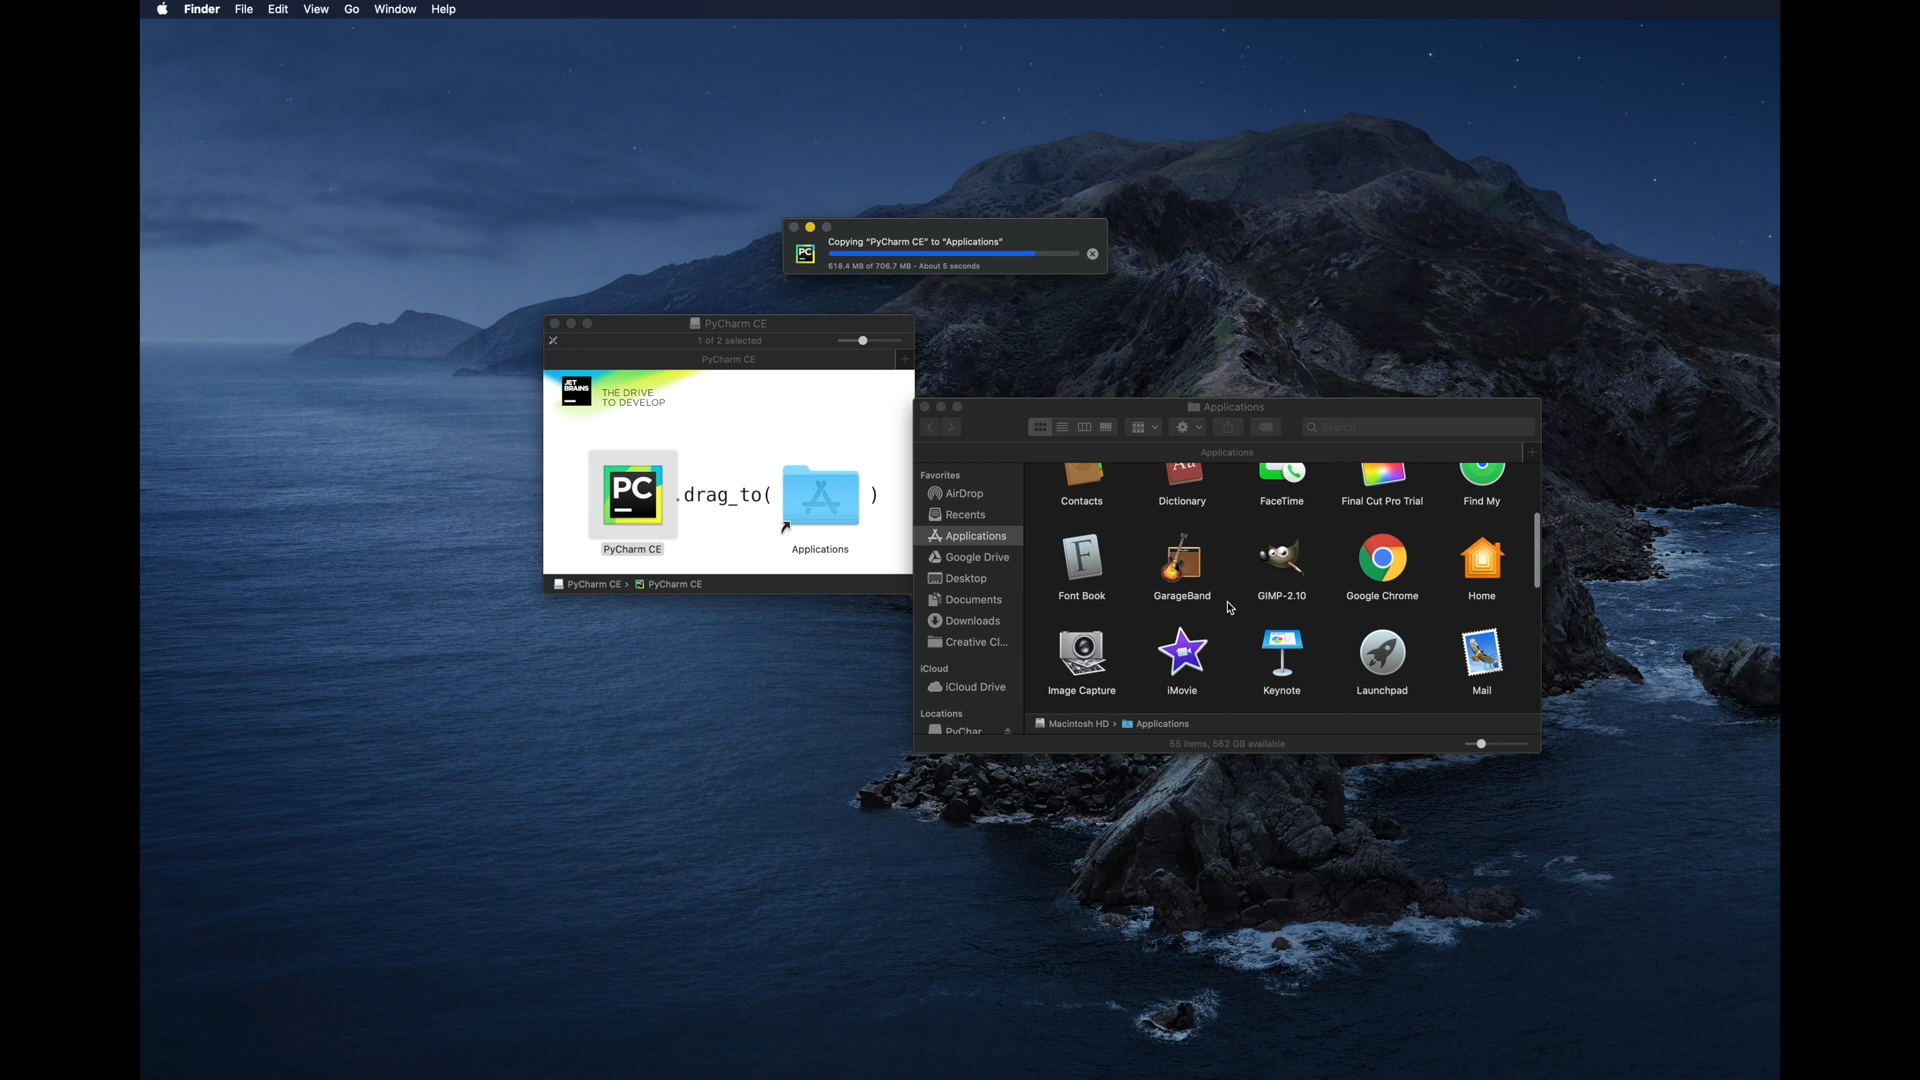 Finder File Edit View Go Window Help
Copying “PyCharm CE” to “Applications”
PC
618.4 MB of 706.7 MB - About 5 seconds
PyCharm CE
1 of 2 selected
PyCharm CE
JET
BRAINS
THE DRIVE
TO DEVELOP
PC
.drag_to( )
PyCharm CE
Applications
PyCharm CE › PyCharm CE
Applications
Search
Applications
Favorites
AirDrop
Recents
Applications
Google Drive
Desktop
Documents
Downloads
Creative Cl...
iCloud
iCloud Drive
Locations
PyChar
Aa
Contacts Dictionary FaceTime Final Cut Pro Trial Find My
F
Font Book GarageBand GIMP-2.10 Google Chrome Home
Image Capture iMovie Keynote Launchpad Mail
Macintosh HD › Applications
55 items, 562 GB available